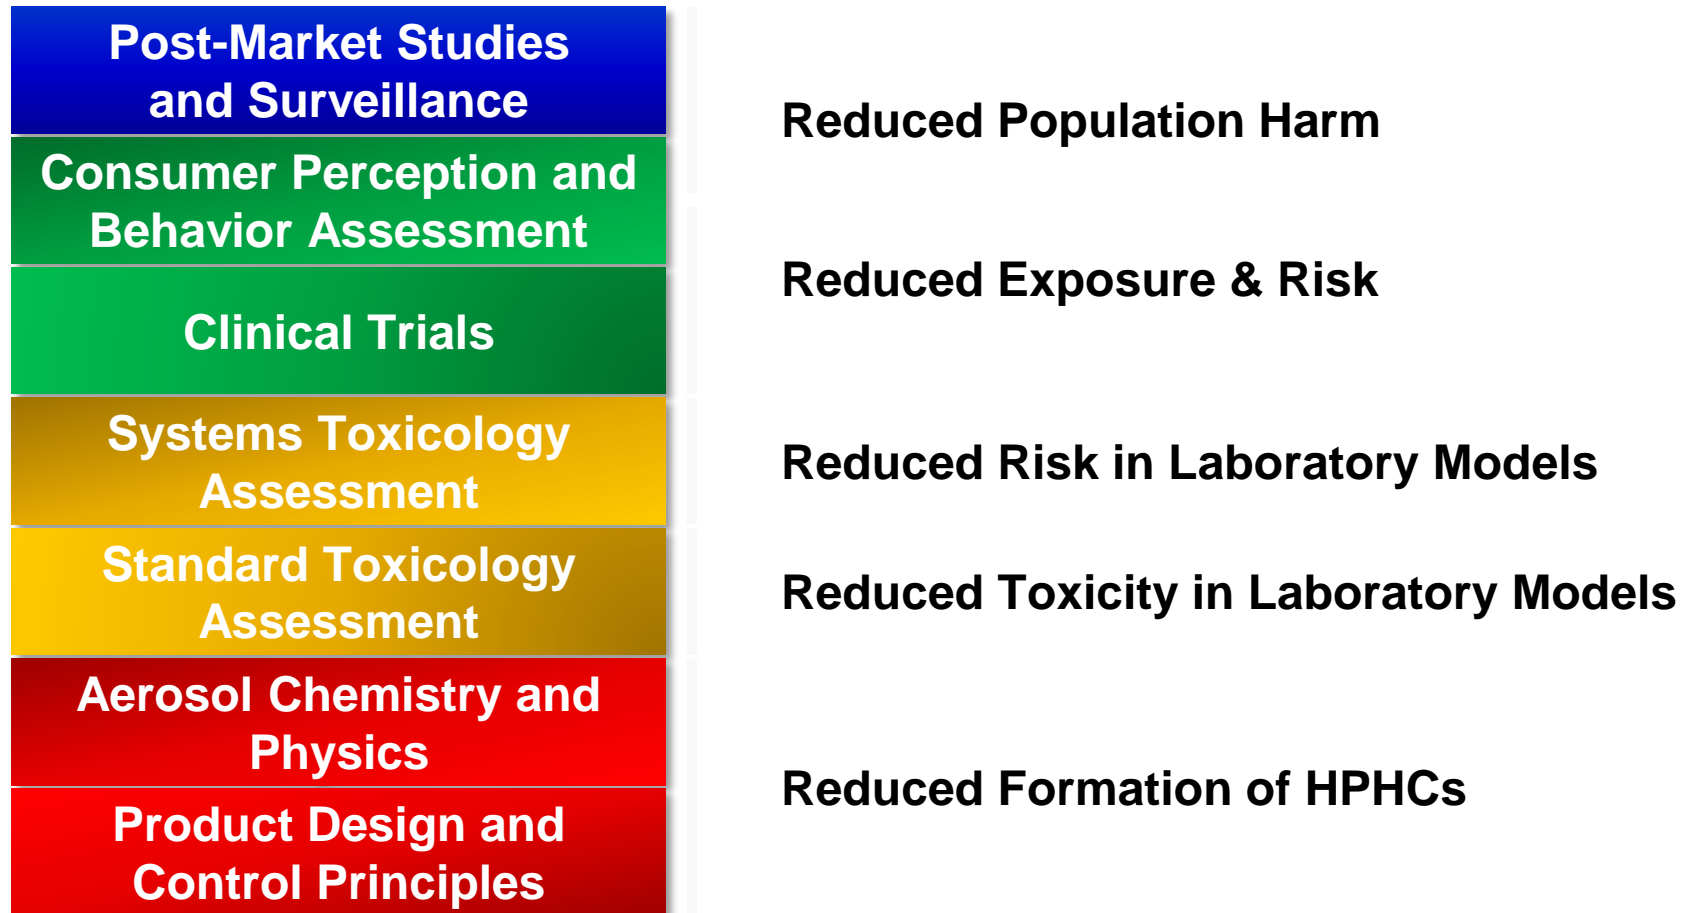 Post-Market Studies
and Surveillance
Consumer Perception and
Behavior Assessment
Clinical Trials
Systems Toxicology
Assessment
Standard Toxicology
Assessment
Aerosol Chemistry and
Physics
Product Design and
Control Principles
Reduced Population Harm
Reduced Exposure & Risk
Reduced Risk in Laboratory Models
Reduced Toxicity in Laboratory Models
Reduced Formation of HPHCs